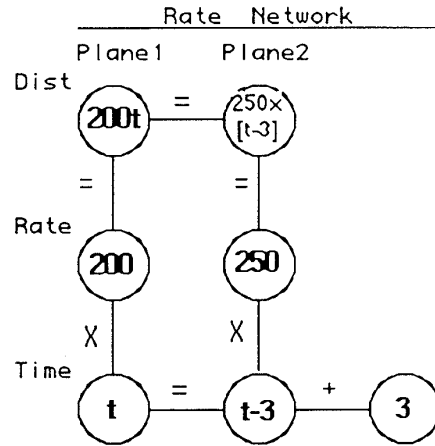 Rate Network
Plane1 Plane2
Dist
200t = 250x
[t-3]
= =
Rate
200 250
X X
Time
t = t-3 + 3